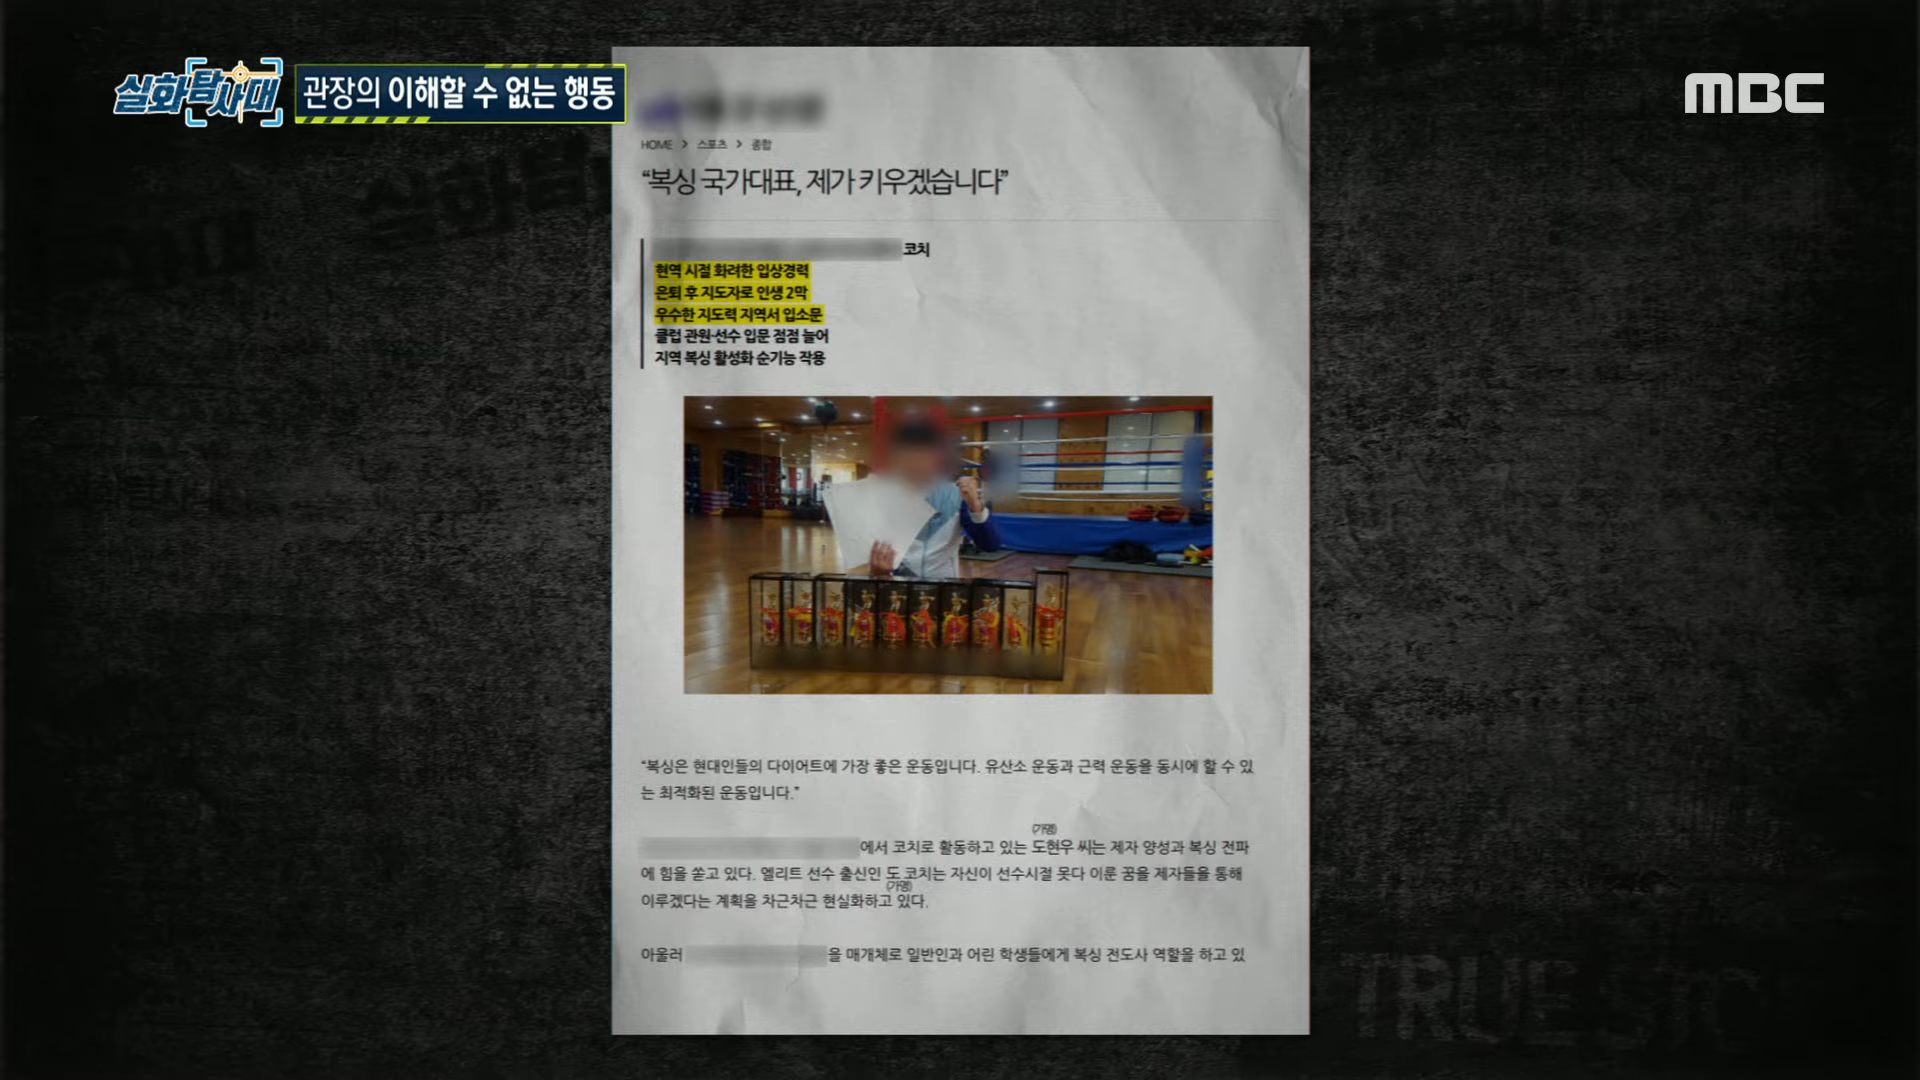 실화탐사대
관장의 이해할 수 없는 행동
MBC
HOME > 스포츠 > 종합
“복싱 국가대표, 제가 키우겠습니다”
코치
현역 시절 화려한 입상경력
은퇴 후 지도자로 인생 2막
우수한 지도력 지역서 입소문
클럽 관원·선수 입문 점점 늘어
지역 복싱 활성화 순기능 작용
“복싱은 현대인들의 다이어트에 가장 좋은 운동입니다. 유산소 운동과 근력 운동을 동시에 할 수 있
는 최적화된 운동입니다.”
(가명)
에서 코치로 활동하고 있는 도현우 씨는 제자 양성과 복싱 전파
에 힘을 쏟고 있다. 엘리트 선수 출신인 도 코치는 자신이 선수시절 못다 이룬 꿈을 제자들을 통해
(가명)
이루겠다는 계획을 차근차근 현실화하고 있다.
아울러 을 매개체로 일반인과 어린 학생들에게 복싱 전도사 역할을 하고 있
TRUE STO